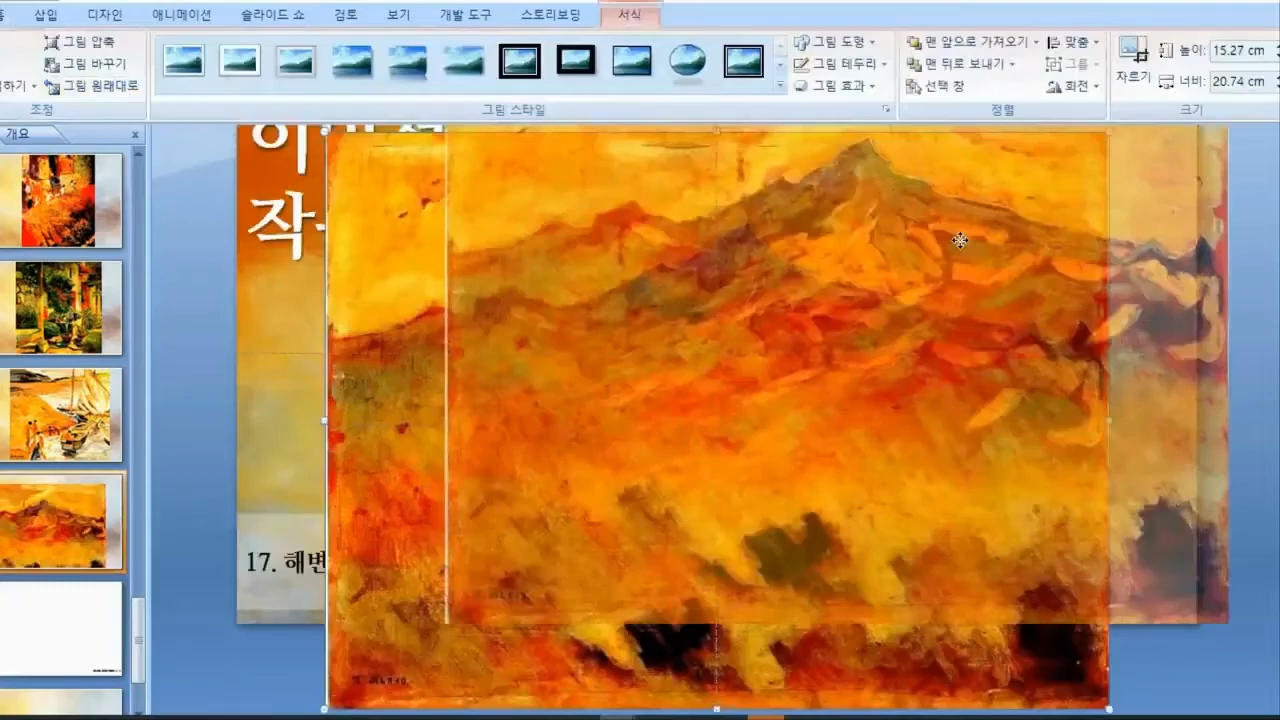 삽입 디자인 애니메이션 슬라이드 쇼 검토 보기 개발 도구 스토리보딩 서식
그림 압축
그림 바꾸기
하기 그림 원래대로
조정
그림 스타일
그림 도형
그림 테두리
그림 효과
맨 앞으로 가져오기
맨 뒤로 보내기
선택 창
맞춤
그룹
회전
정렬
자르기
높이: 15.27 cm
너비: 20.74 cm
크기
개요
작
17. 해변